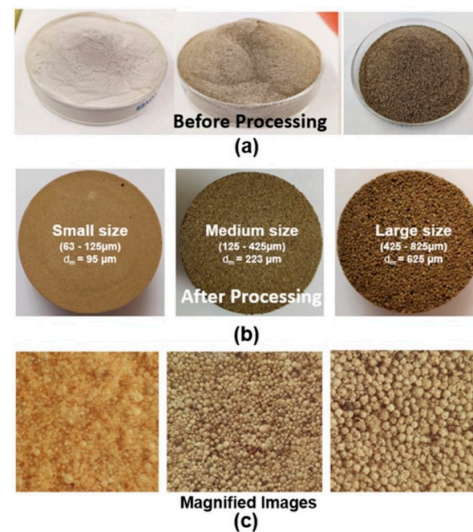 Before Processing
(a)
Small size
(63 - 125μm)
dm = 95 μm
Medium size
(125 - 425μm)
dm = 223 μm
Large size
(425 - 825μm)
dm = 625 μm
After Processing
(b)
Magnified Images
(c)